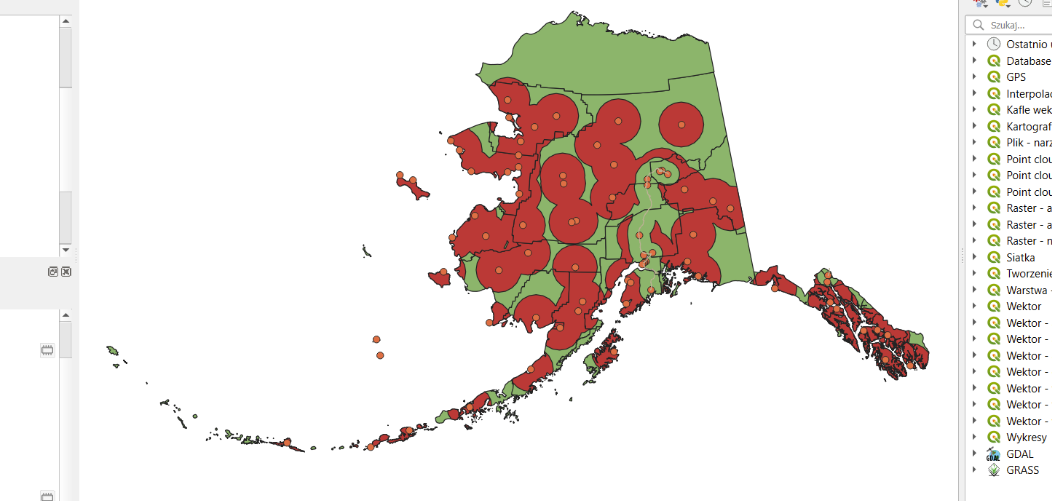 Szukaj...
Ostatnio
Database
GPS
Interpolac
Kafle wek
Kartograf
Plik - narz
Point clou
Point clou
Point clou
Raster - a
Raster - a
Raster - n
Siatka
Tworzenie
Warstwa -
Wektor
Wektor -
Wektor -
Wektor -
Wektor -
Wektor -
Wektor -
Wektor -
Wykresy
GDAL
GDAL
GRASS